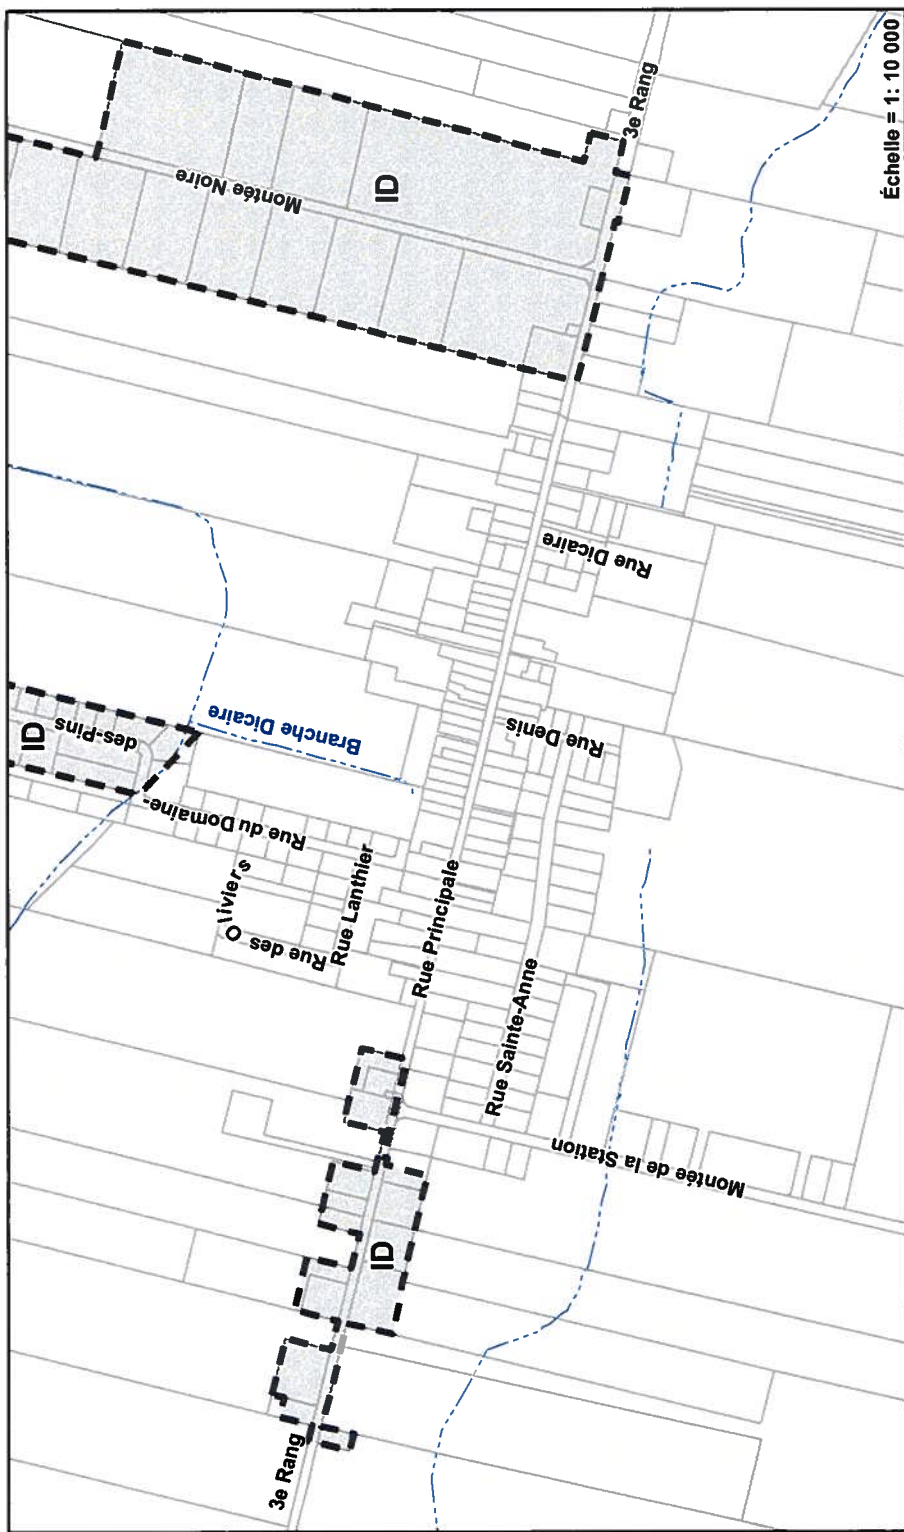 Échelle = 1: 10 000
3e Rang
Montée Noire
ID
Rue Dicaire
ID
des-Pins
Branche Dicaire
Rue Denis
Rue du Domaine-
Rue des Oliviers
Rue Lanthier
Rue Principale
Rue Sainte-Anne
Montée de la Station
ID
3e Rang